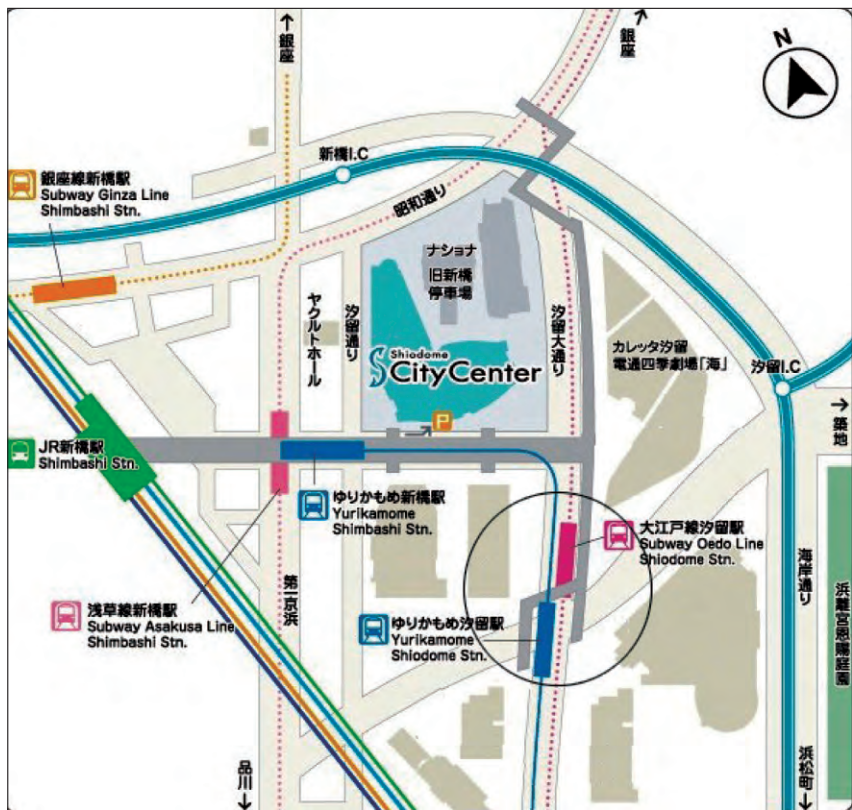 ↑銀座
銀座
N
新橋I.C
銀座線新橋駅
Subway Ginza Line
Shimbashi Stn.
昭和通り
ナショナ
旧新橋
停車場
ヤクルトホール
汐留通り
汐留大通り
Shiodome
CityCenter
カレッタ汐留
電通四季劇場「海」
汐留I.C
P
→築地
JR新橋駅
Shimbashi Stn.
ゆりかもめ新橋駅
Yurikamome
Shimbashi Stn.
大江戸線汐留駅
Subway Oedo Line
Shiodome Stn.
第一京浜
海岸通り
浜離宮恩賜庭園
浅草線新橋駅
Subway Asakusa Line
Shimbashi Stn.
ゆりかもめ汐留駅
Yurikamome
Shiodome Stn.
品川↓
浜松町↓